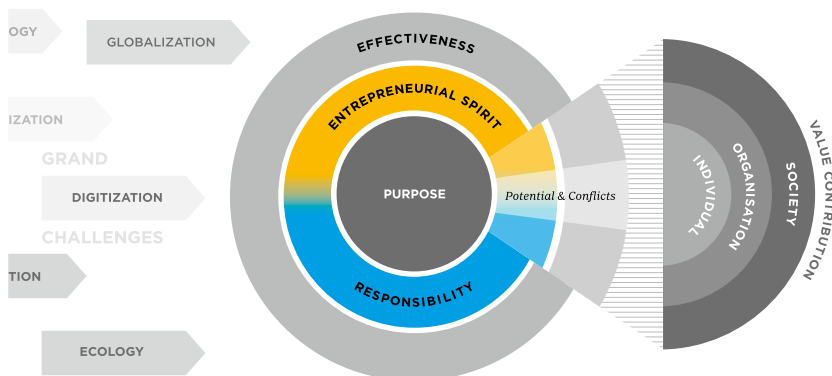 OGY
GLOBALIZATION
IZATION
GRAND
DIGITIZATION
CHALLENGES
TION
ECOLOGY
EFFECTIVENESS
ENTREPRENEURIAL SPIRIT
PURPOSE
Potential & Conflicts
RESPONSIBILITY
INDIVIDUAL
ORGANISATION
SOCIETY
VALUE CONTRIBUTION